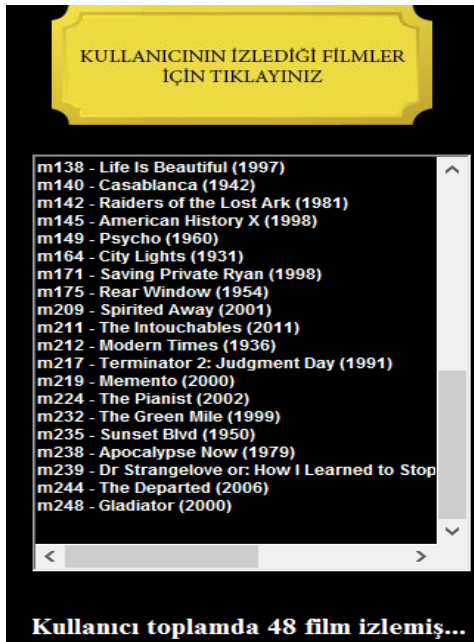 KULLANICININ İZLEDİĞİ FİLMLER
İÇİN TIKLAYINIZ
m138 - Life Is Beautiful (1997)
m140 - Casablanca (1942)
m142 - Raiders of the Lost Ark (1981)
m145 - American History X (1998)
m149 - Psycho (1960)
m164 - City Lights (1931)
m171 - Saving Private Ryan (1998)
m175 - Rear Window (1954)
m209 - Spirited Away (2001)
m211 - The Intouchables (2011)
m212 - Modern Times (1936)
m217 - Terminator 2: Judgment Day (1991)
m219 - Memento (2000)
m224 - The Pianist (2002)
m232 - The Green Mile (1999)
m235 - Sunset Blvd (1950)
m238 - Apocalypse Now (1979)
m239 - Dr Strangelove or: How I Learned to Stop
m244 - The Departed (2006)
m248 - Gladiator (2000)
Kullanıcı toplamda 48 film izlemiş...